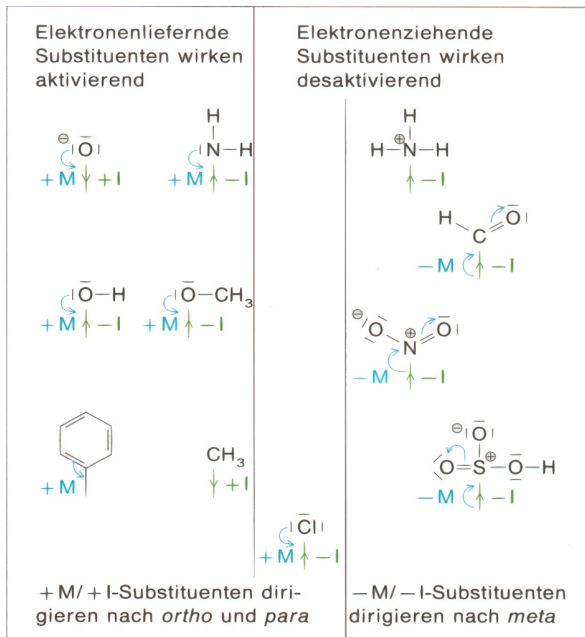 Elektronenliefernde
Substituenten wirken
aktivierend
Elektronenziehende
Substituenten wirken
desaktivierend
⊖ |O|
+ M + I
H
|N—H
+ M − I
H
H—N—H
⊕
− I
H C O|
− M − I
|O—H
+ M − I
|O—CH₃
+ M − I
⊖ O N ⊕ O|
− M − I
+ M
CH₃
+ I
⊖ |O|
O=S—O—H
⊕
− M − I
|Cl|
+ M − I
+ M/ + I-Substituenten diri-
gieren nach ortho und para
− M/ − I-Substituenten
dirigieren nach meta